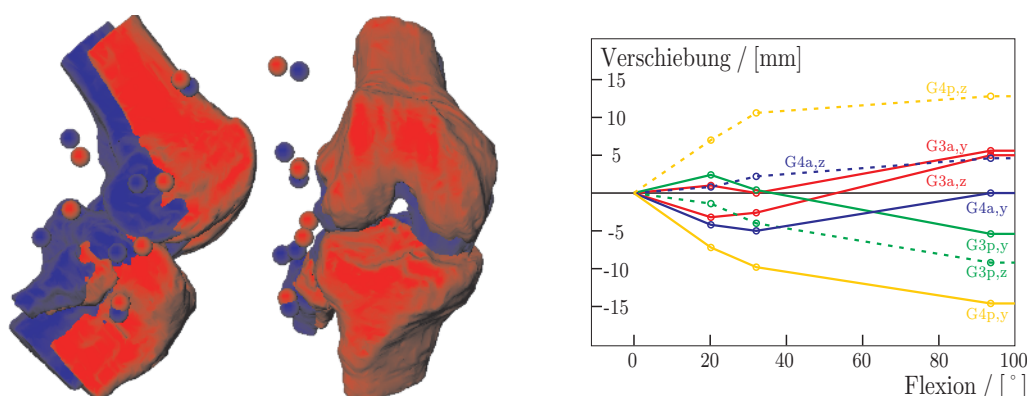 Verschiebung / [mm]
15
G4p,z
10
G3a,y
G4a,z
5
G3a,z
G4a,y
-5
G3p,y
G3p,z
-10
G4p,y
-15
0 20 40 60 80 100
Flexion / [°]